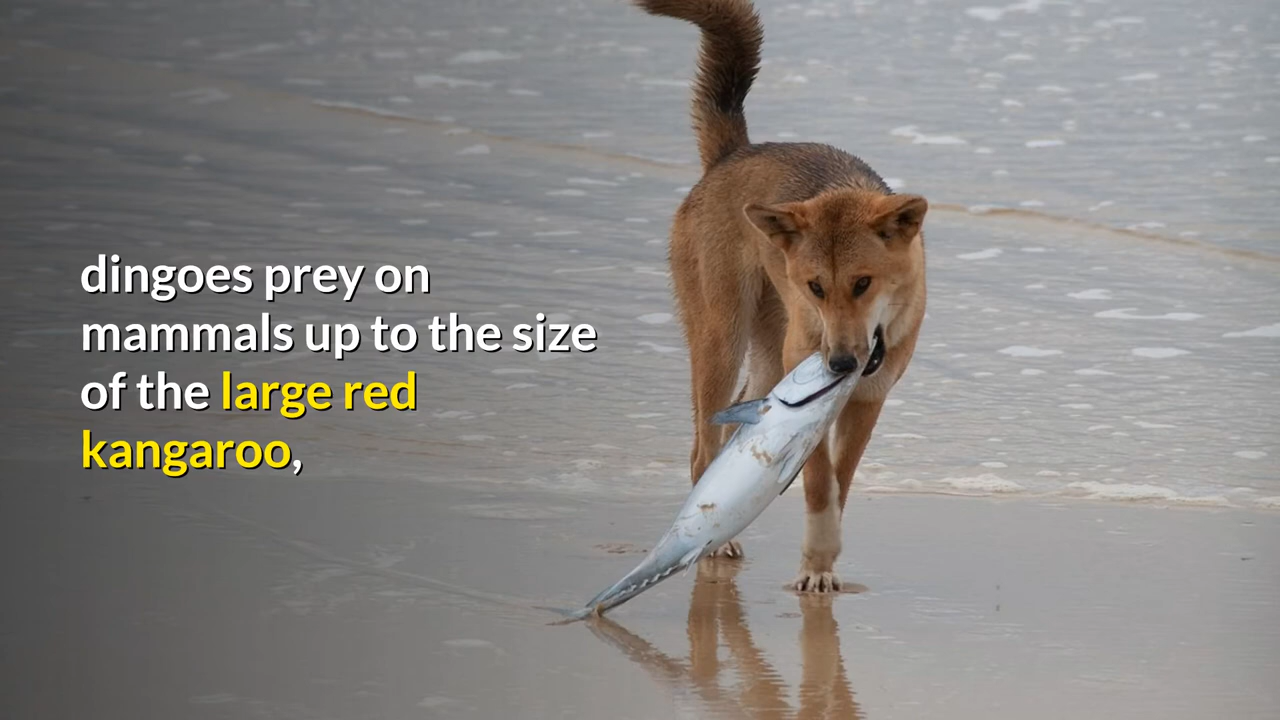 dingoes prey on
mammals up to the size
of the large red
kangaroo,